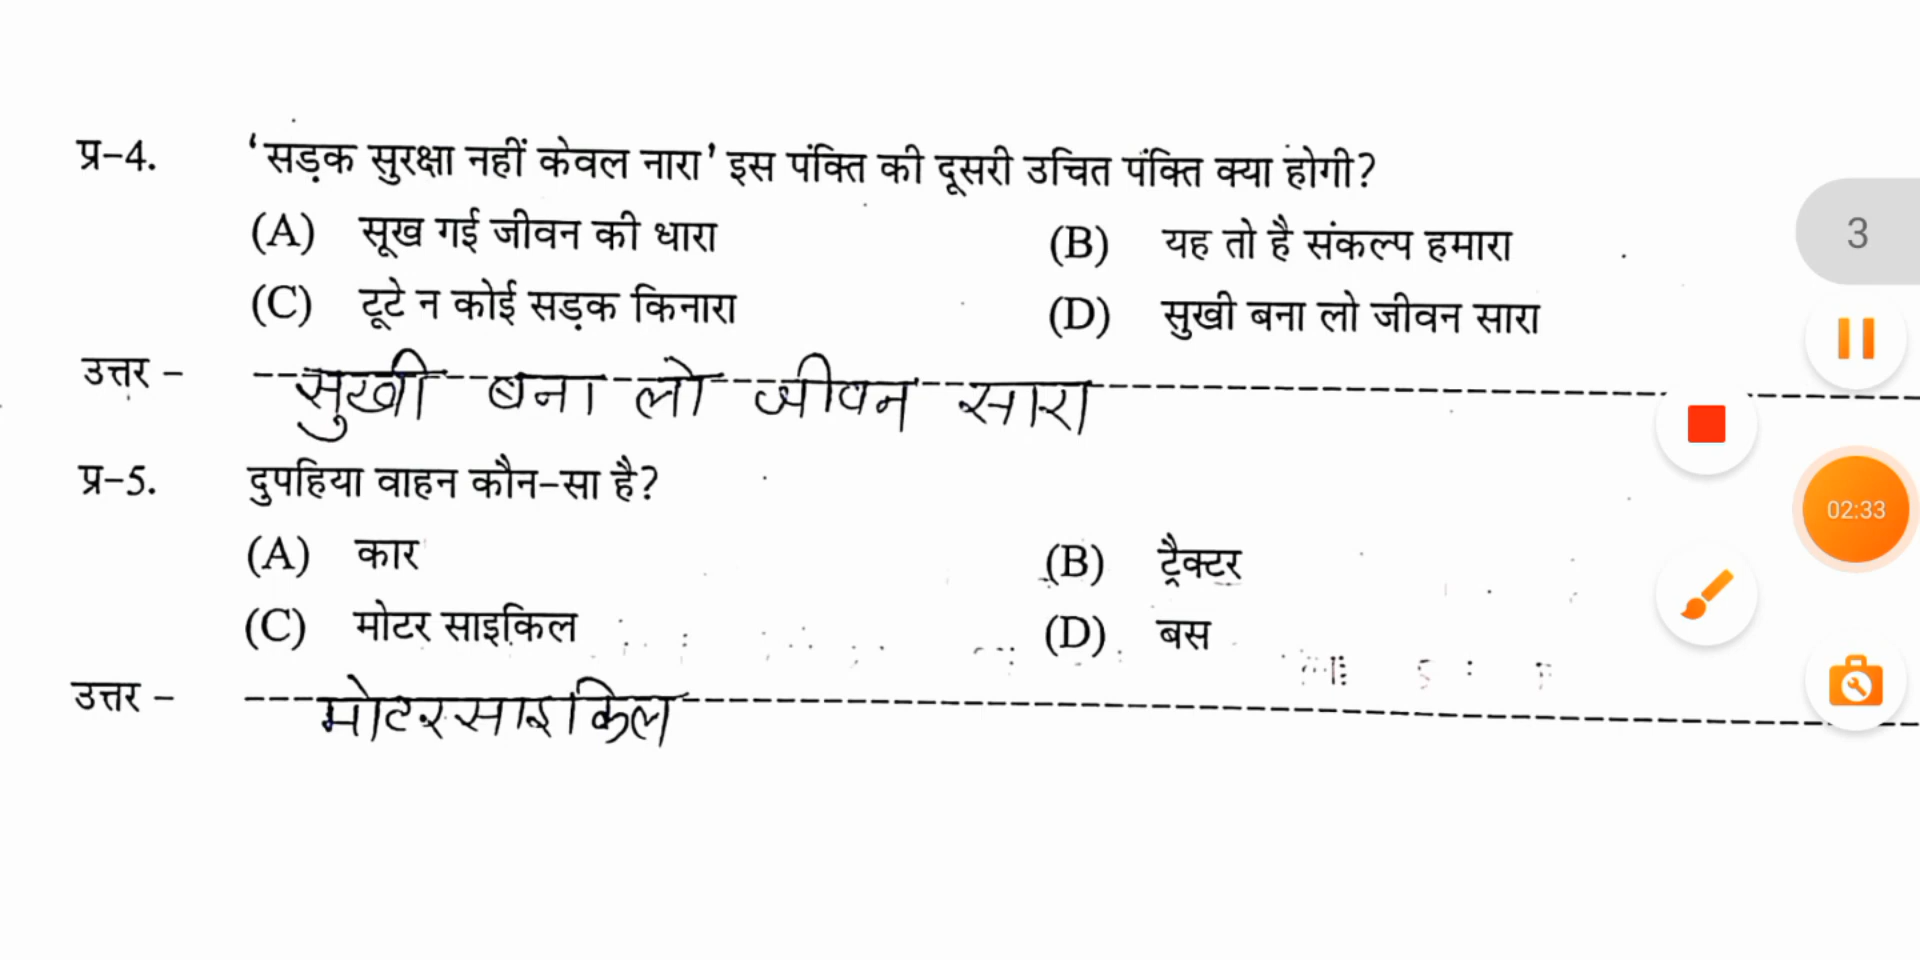 प्र-4. 'सड़क सुरक्षा नहीं केवल नारा' इस पंक्ति की दूसरी उचित पंक्ति क्या होगी?
(A) सूख गई जीवन की धारा (B) यह तो है संकल्प हमारा
(C) टूटे न कोई सड़क किनारा (D) सुखी बना लो जीवन सारा
उत्तर - सुखी बना लो जीवन सारा
प्र-5. दुपहिया वाहन कौन-सा है?
(A) कार (B) ट्रैक्टर
(C) मोटर साइकिल (D) बस
उत्तर - मोटरसाइकिल
3
02:33